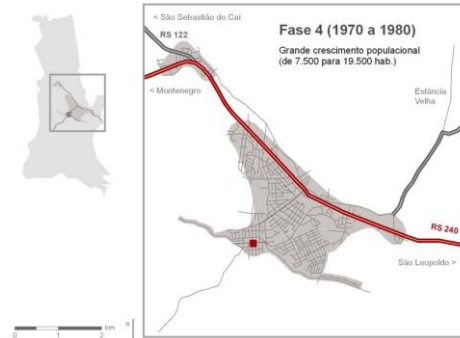 < São Sebastião do Caí
RS 122
Fase 4 (1970 a 1980)
Grande crescimento populacional
(de 7.500 para 19.500 hab.)
< Montenegro
Estância
Velha
RS 240
São Leopoldo >
km
0 1 2
n